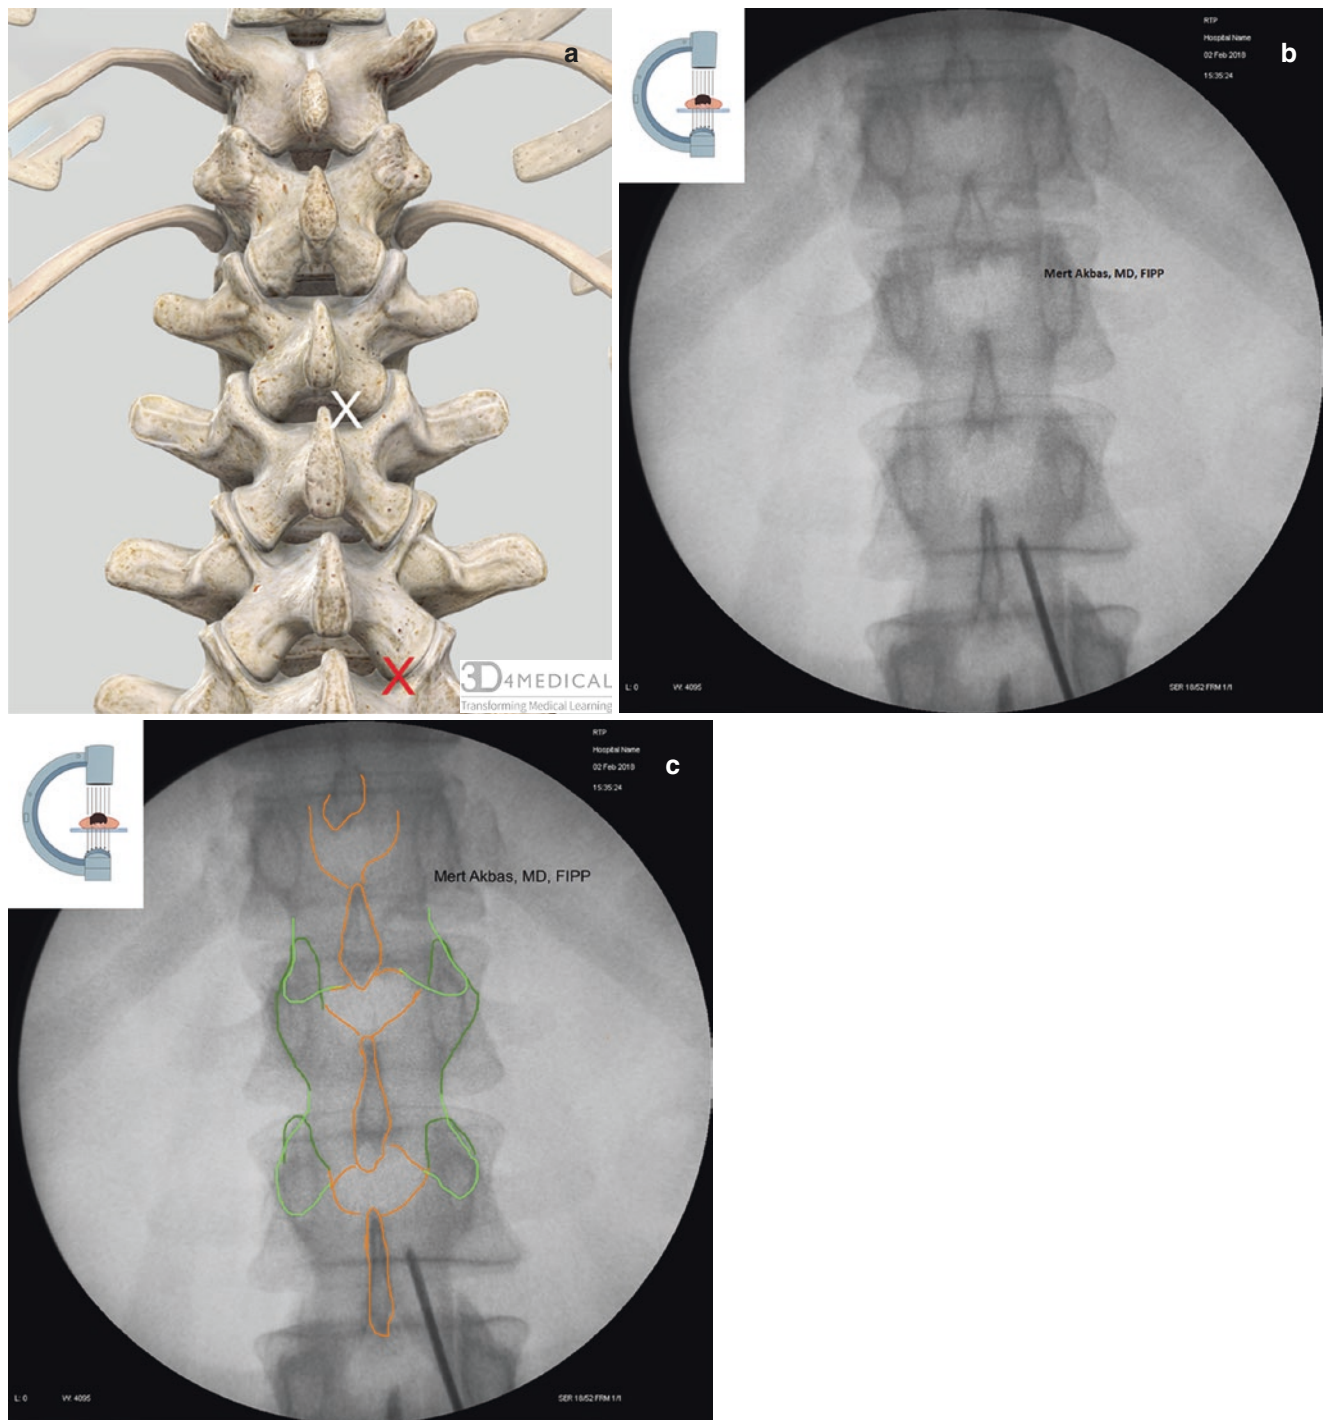 a
X
X
3D4MEDICAL
Transforming Medical Learning
b
RTP
Hospital Name
02 Feb 2018
15:35:24
Mert Akbas, MD, FIPP
L: 0
W: 4095
SER 18/52 FRM 1/1
c
RTP
Hospital Name
02 Feb 2018
15:35:24
Mert Akbas, MD, FIPP
L: 0
W: 4095
SER 18/52 FRM 1/1